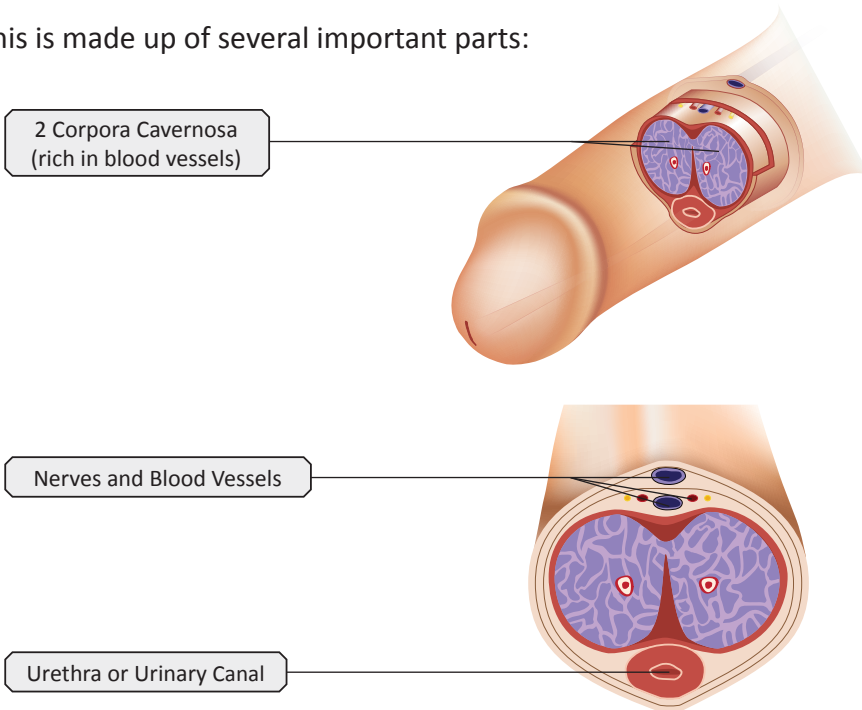 is made up of several important parts:
2 Corpora Cavernosa
(rich in blood vessels)
Nerves and Blood Vessels
Urethra or Urinary Canal